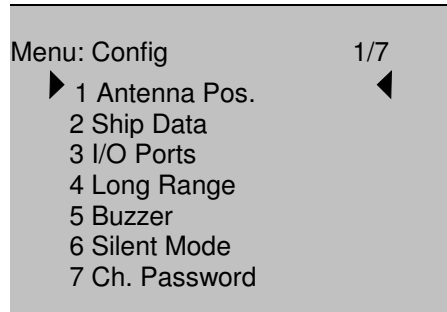 Menu: Config 1/7
1 Antenna Pos.
2 Ship Data
3 I/O Ports
4 Long Range
5 Buzzer
6 Silent Mode
7 Ch. Password